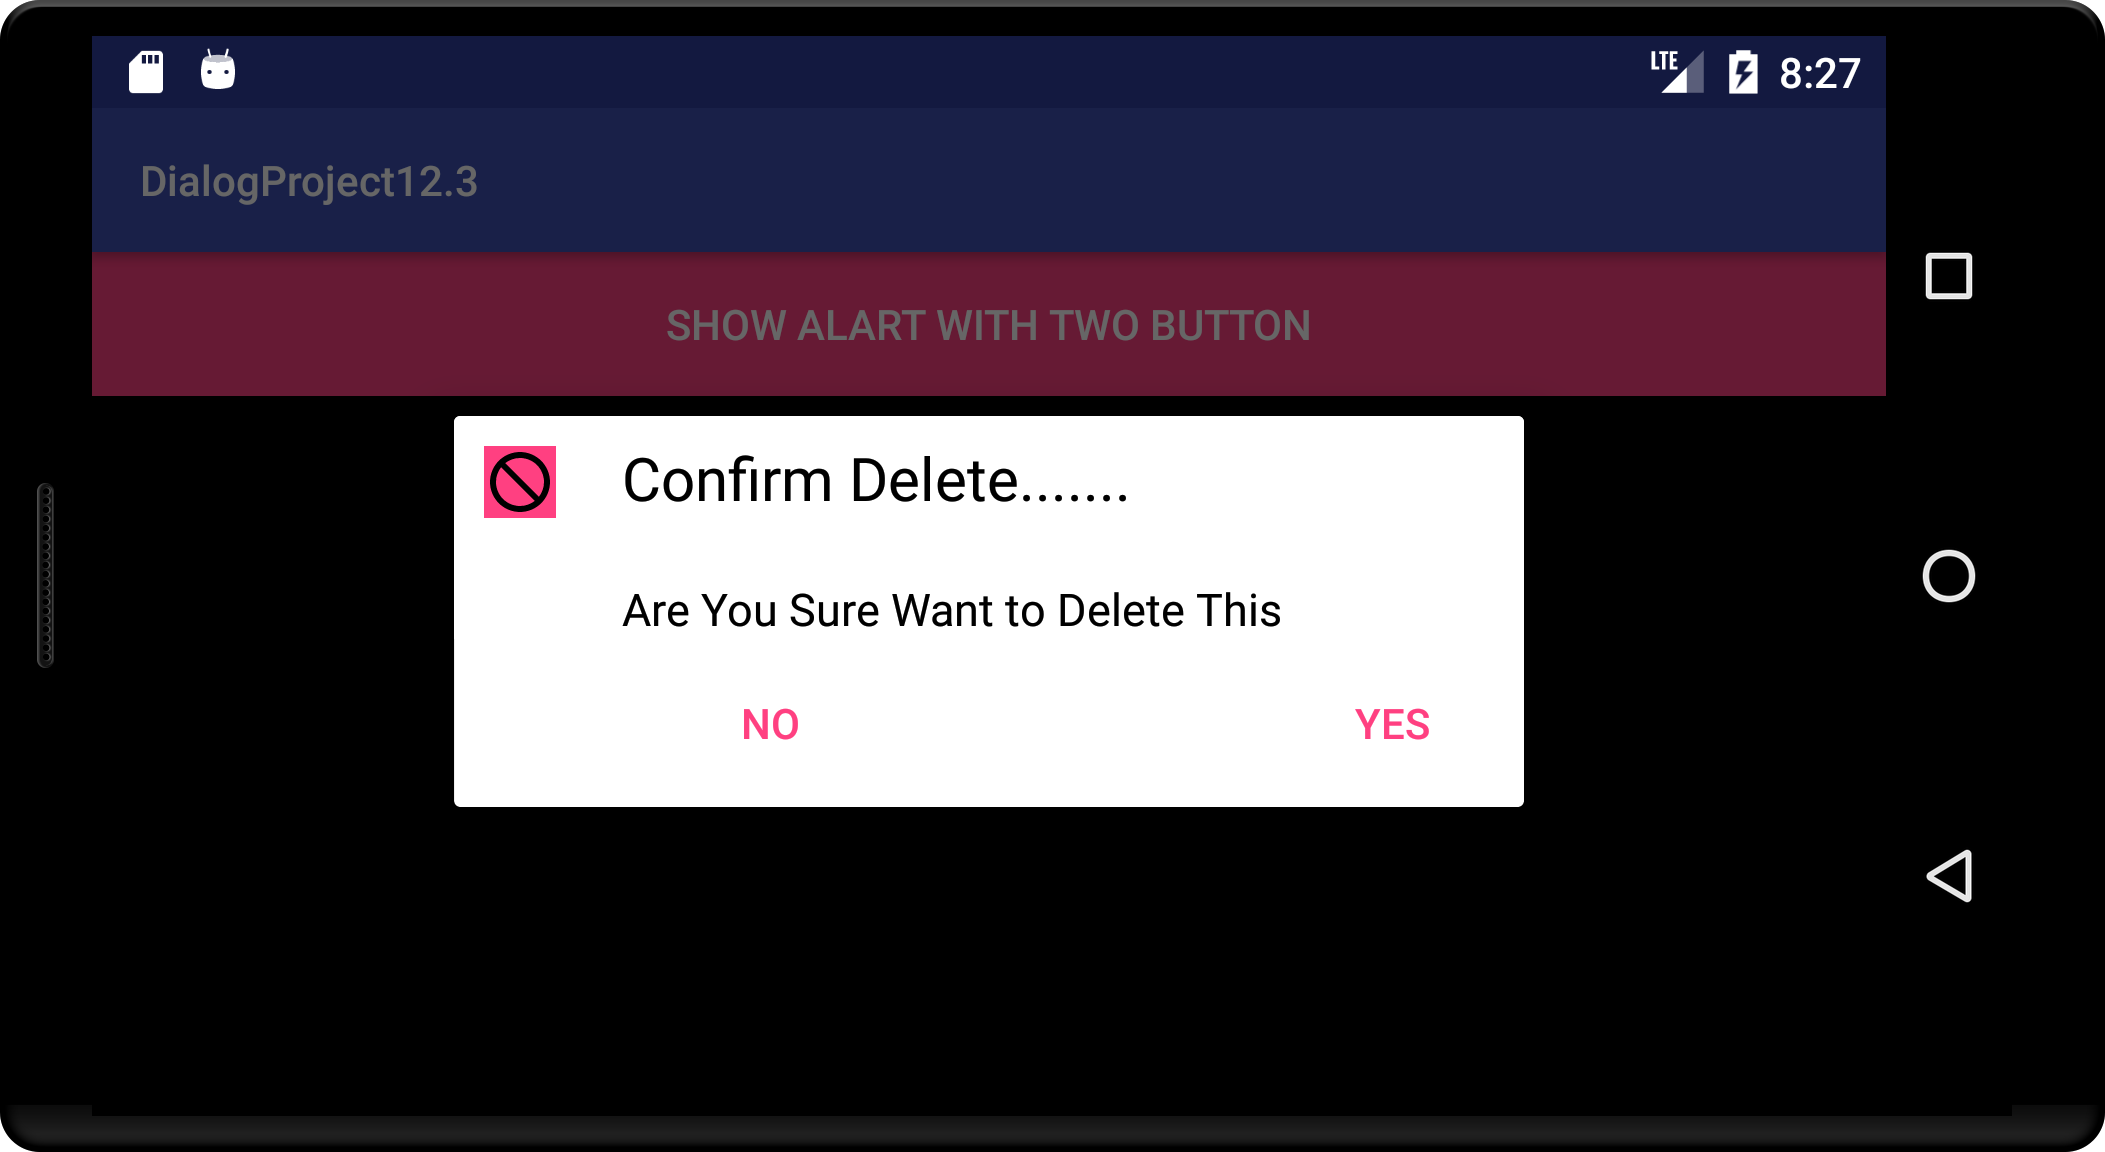 LTE 8:27
DialogProject12.3
SHOW ALART WITH TWO BUTTON
Confirm Delete.......
Are You Sure Want to Delete This
NO YES